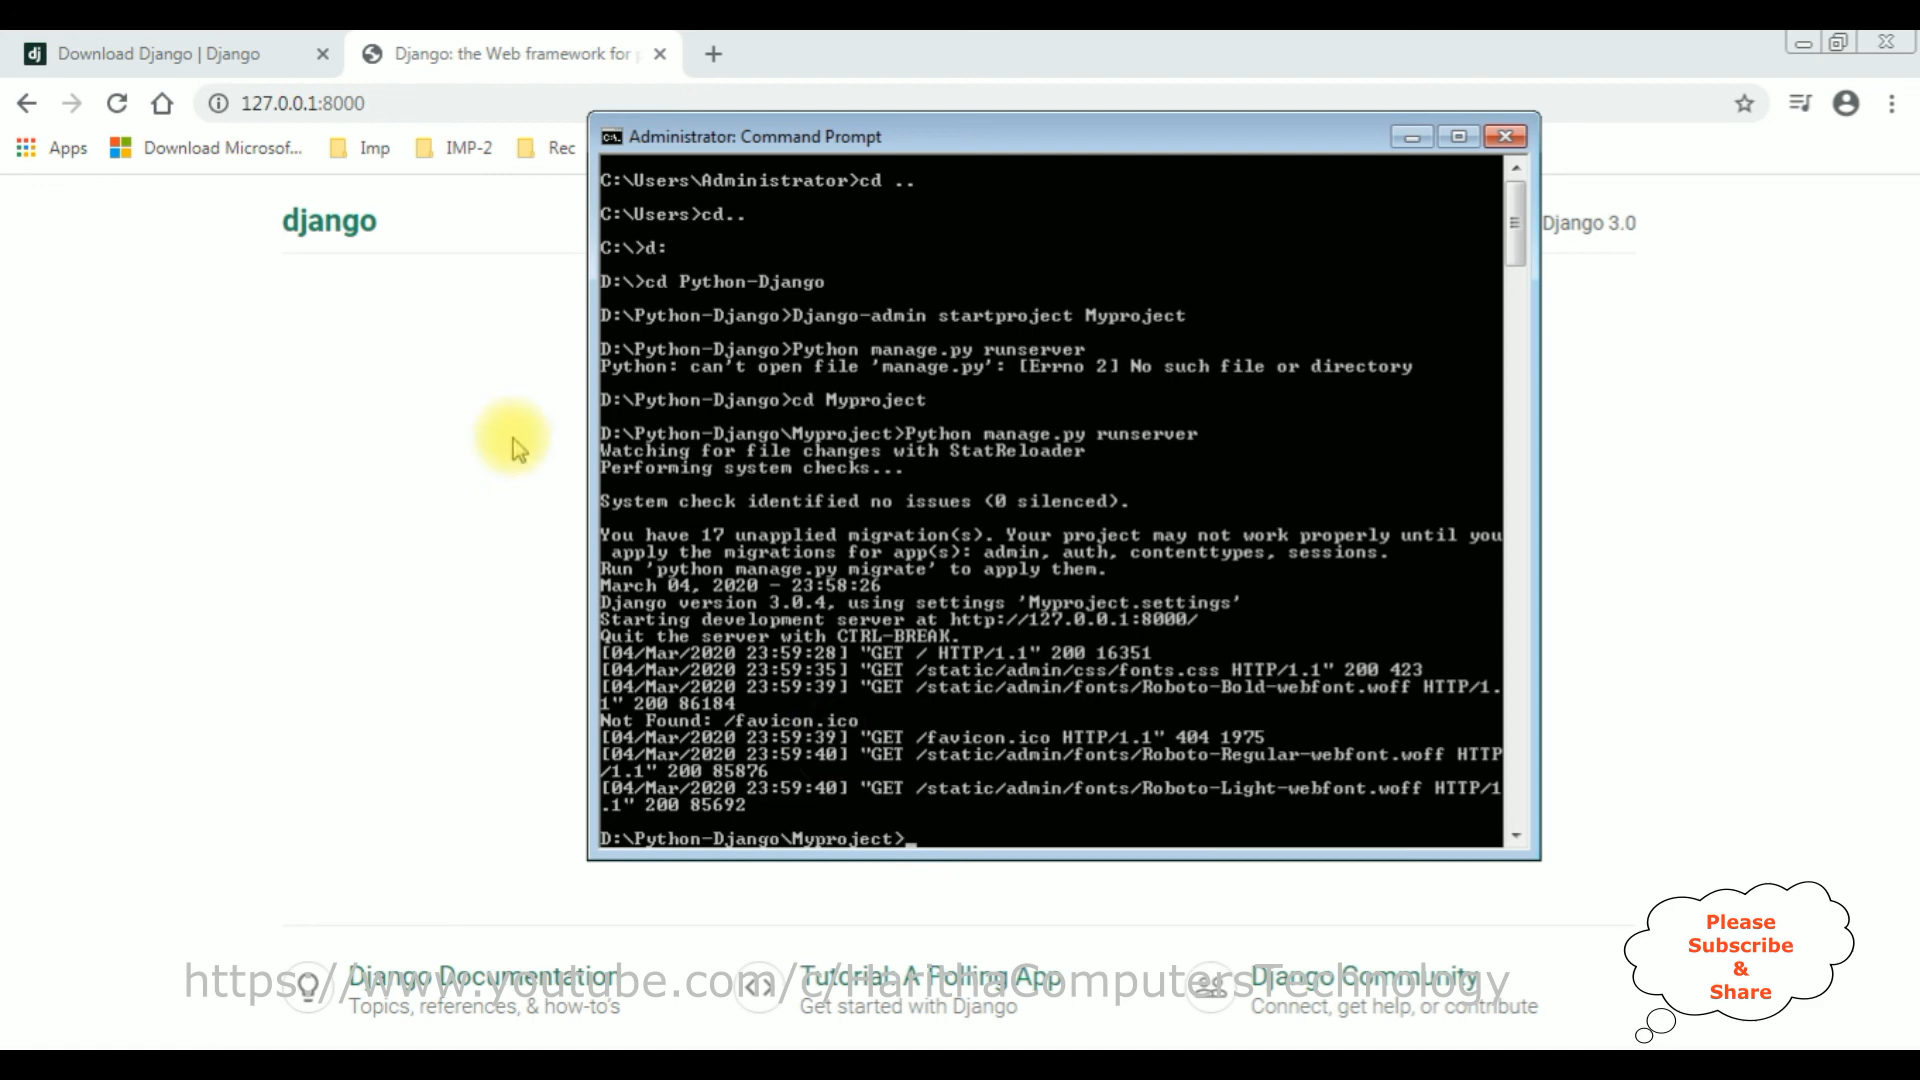 Download Django | Django
Django: the Web framework for p
127.0.0.1:8000
Apps
Download Microsof...
Imp
IMP-2
Rec
django
Django 3.0
Administrator: Command Prompt
C:\Users\Administrator>cd ..
C:\Users>cd..
C:\>d:
D:\>cd Python-Django
D:\Python-Django>Django-admin startproject Myproject
D:\Python-Django>Python manage.py runserver
Python: can't open file 'manage.py': [Errno 2] No such file or directory
D:\Python-Django>cd Myproject
D:\Python-Django\Myproject>Python manage.py runserver
Watching for file changes with StatReloader
Performing system checks...
System check identified no issues (0 silenced).
You have 17 unapplied migration(s). Your project may not work properly until you
apply the migrations for app(s): admin, auth, contenttypes, sessions.
Run 'python manage.py migrate' to apply them.
March 04, 2020 - 23:58:26
Django version 3.0.4, using settings 'Myproject.settings'
Starting development server at http://127.0.0.1:8000/
Quit the server with CTRL-BREAK.
[04/Mar/2020 23:59:28] "GET / HTTP/1.1" 200 16351
[04/Mar/2020 23:59:35] "GET /static/admin/css/fonts.css HTTP/1.1" 200 423
[04/Mar/2020 23:59:39] "GET /static/admin/fonts/Roboto-Bold-webfont.woff HTTP/1.
1" 200 86184
Not Found: /favicon.ico
[04/Mar/2020 23:59:39] "GET /favicon.ico HTTP/1.1" 404 1975
[04/Mar/2020 23:59:40] "GET /static/admin/fonts/Roboto-Regular-webfont.woff HTTP
/1.1" 200 85876
[04/Mar/2020 23:59:40] "GET /static/admin/fonts/Roboto-Light-webfont.woff HTTP/1
.1" 200 85692
D:\Python-Django\Myproject>_
Django Documentation
Topics, references, & how-to's
Tutorial: A Polling App
Get started with Django
Django Community
Connect, get help, or contribute
https://www.youtube.com/c/HarithaComputersTechnology
Please
Subscribe
&
Share